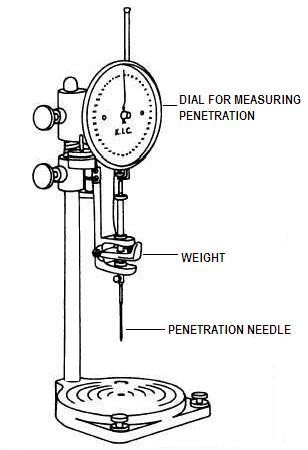 DIAL FOR MEASURING
PENETRATION
K.I.C.
WEIGHT
PENETRATION NEEDLE